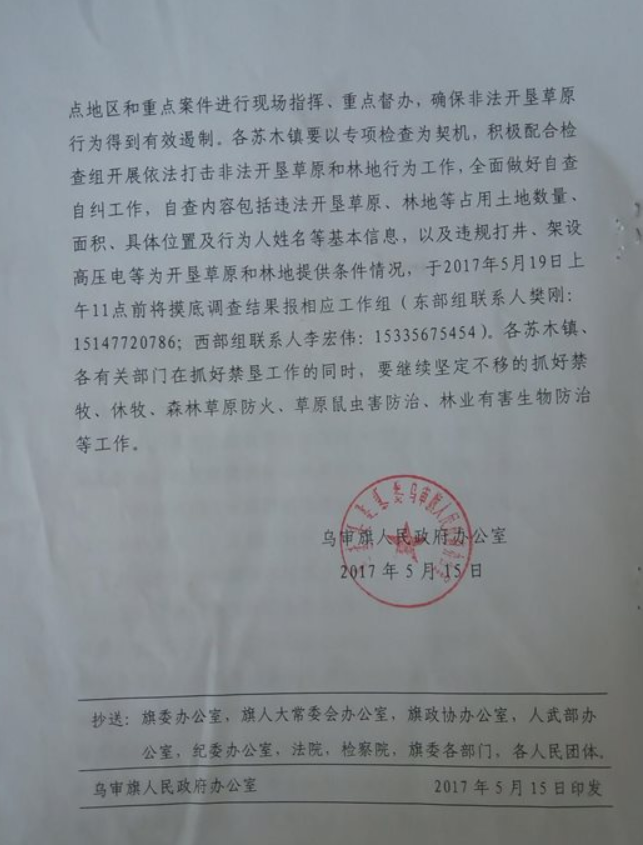 点地区和重点案件进行现场指挥、重点督办，确保非法开垦草原
行为得到有效遏制。各苏木镇要以专项检查为契机，积极配合检
查组开展依法打击非法开垦草原和林地行为工作，全面做好自查
自纠工作，自查内容包括违法开垦草原、林地等占用土地数量、
面积、具体位置及行为人姓名等基本信息，以及违规打井、架设
高压电等为开垦草原和林地提供条件情况，于2017年5月19日上
午11点前将摸底调查结果报相应工作组（东部组联系人樊刚：
15147720786；西部组联系人李宏伟：15335675454）。各苏木镇、
各有关部门在抓好禁垦工作的同时，要继续坚定不移的抓好禁
牧、休牧、森林草原防火、草原鼠虫害防治、林业有害生物防治
等工作。
乌审旗人民政府办公室
2017年5月15日
抄送：旗委办公室，旗人大常委会办公室，旗政协办公室，人武部办
公室，纪委办公室，法院，检察院，旗委各部门，各人民团体。
乌审旗人民政府办公室 2017年5月15日印发